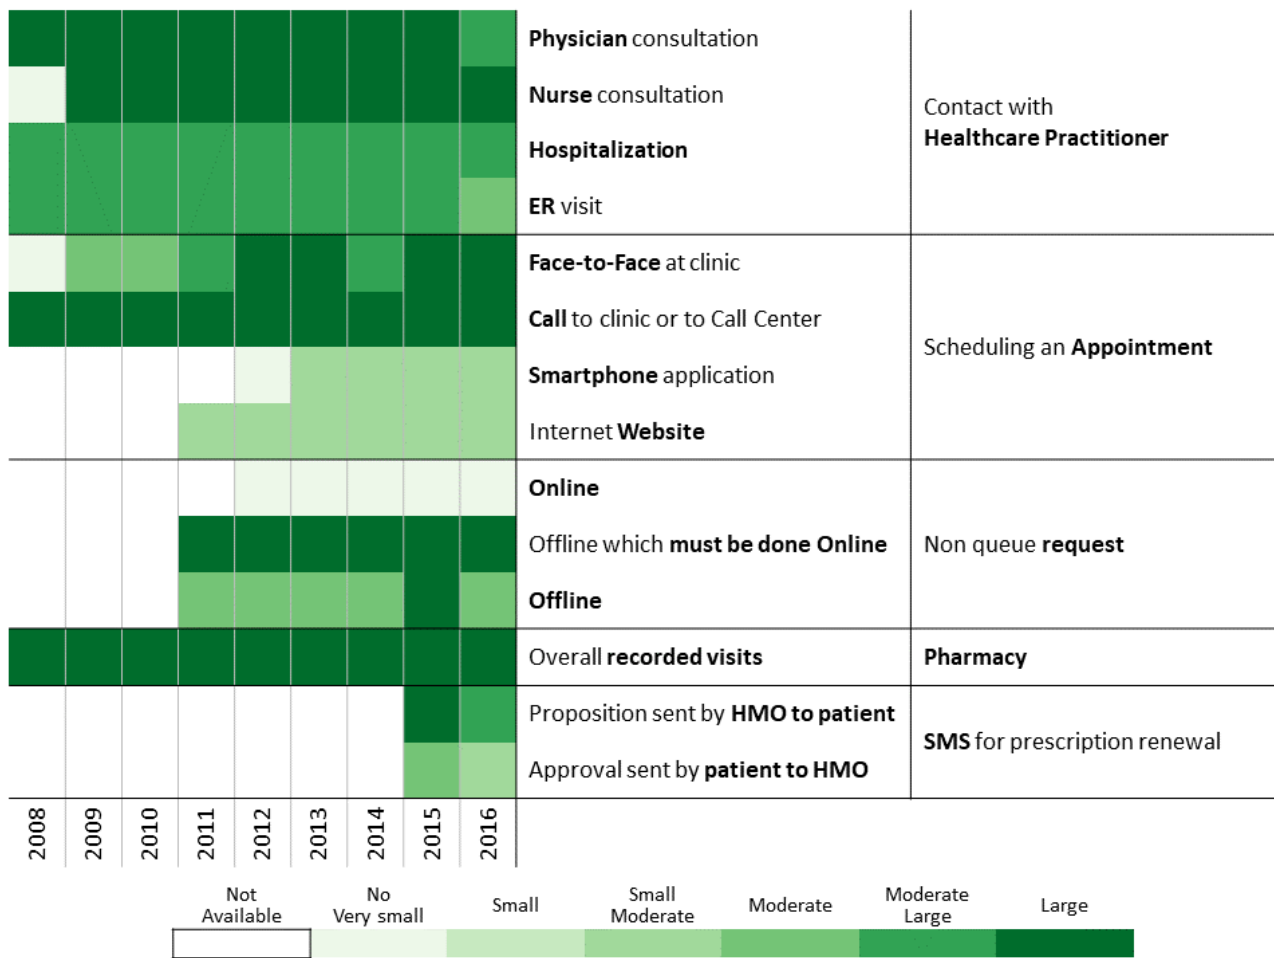 Physician consultation
Nurse consultation
Contact with
Healthcare Practitioner
Hospitalization
ER visit
Face-to-Face at clinic
Call to clinic or to Call Center
Scheduling an Appointment
Smartphone application
Internet Website
Online
Offline which must be done Online
Non queue request
Offline
Overall recorded visits
Pharmacy
Proposition sent by HMO to patient
SMS for prescription renewal
Approval sent by patient to HMO
2008
2009
2010
2011
2012
2013
2014
2015
2016
Not
Available
No
Very small
Small
Small
Moderate
Moderate
Moderate
Large
Large